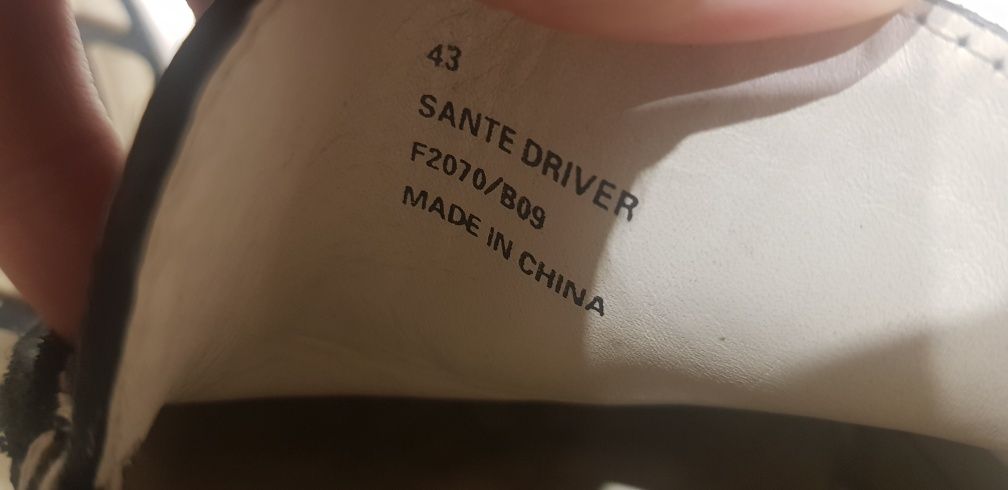 43
SANTE DRIVER
F2070/B09
MADE IN CHINA